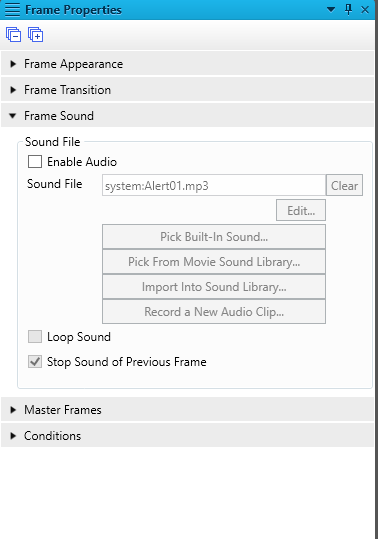 Frame Properties
Frame Appearance
Frame Transition
Frame Sound
Sound File
Enable Audio
Sound File system:Alert01.mp3 Clear
Edit...
Pick Built-In Sound...
Pick From Movie Sound Library...
Import Into Sound Library...
Record a New Audio Clip...
Loop Sound
Stop Sound of Previous Frame
Master Frames
Conditions